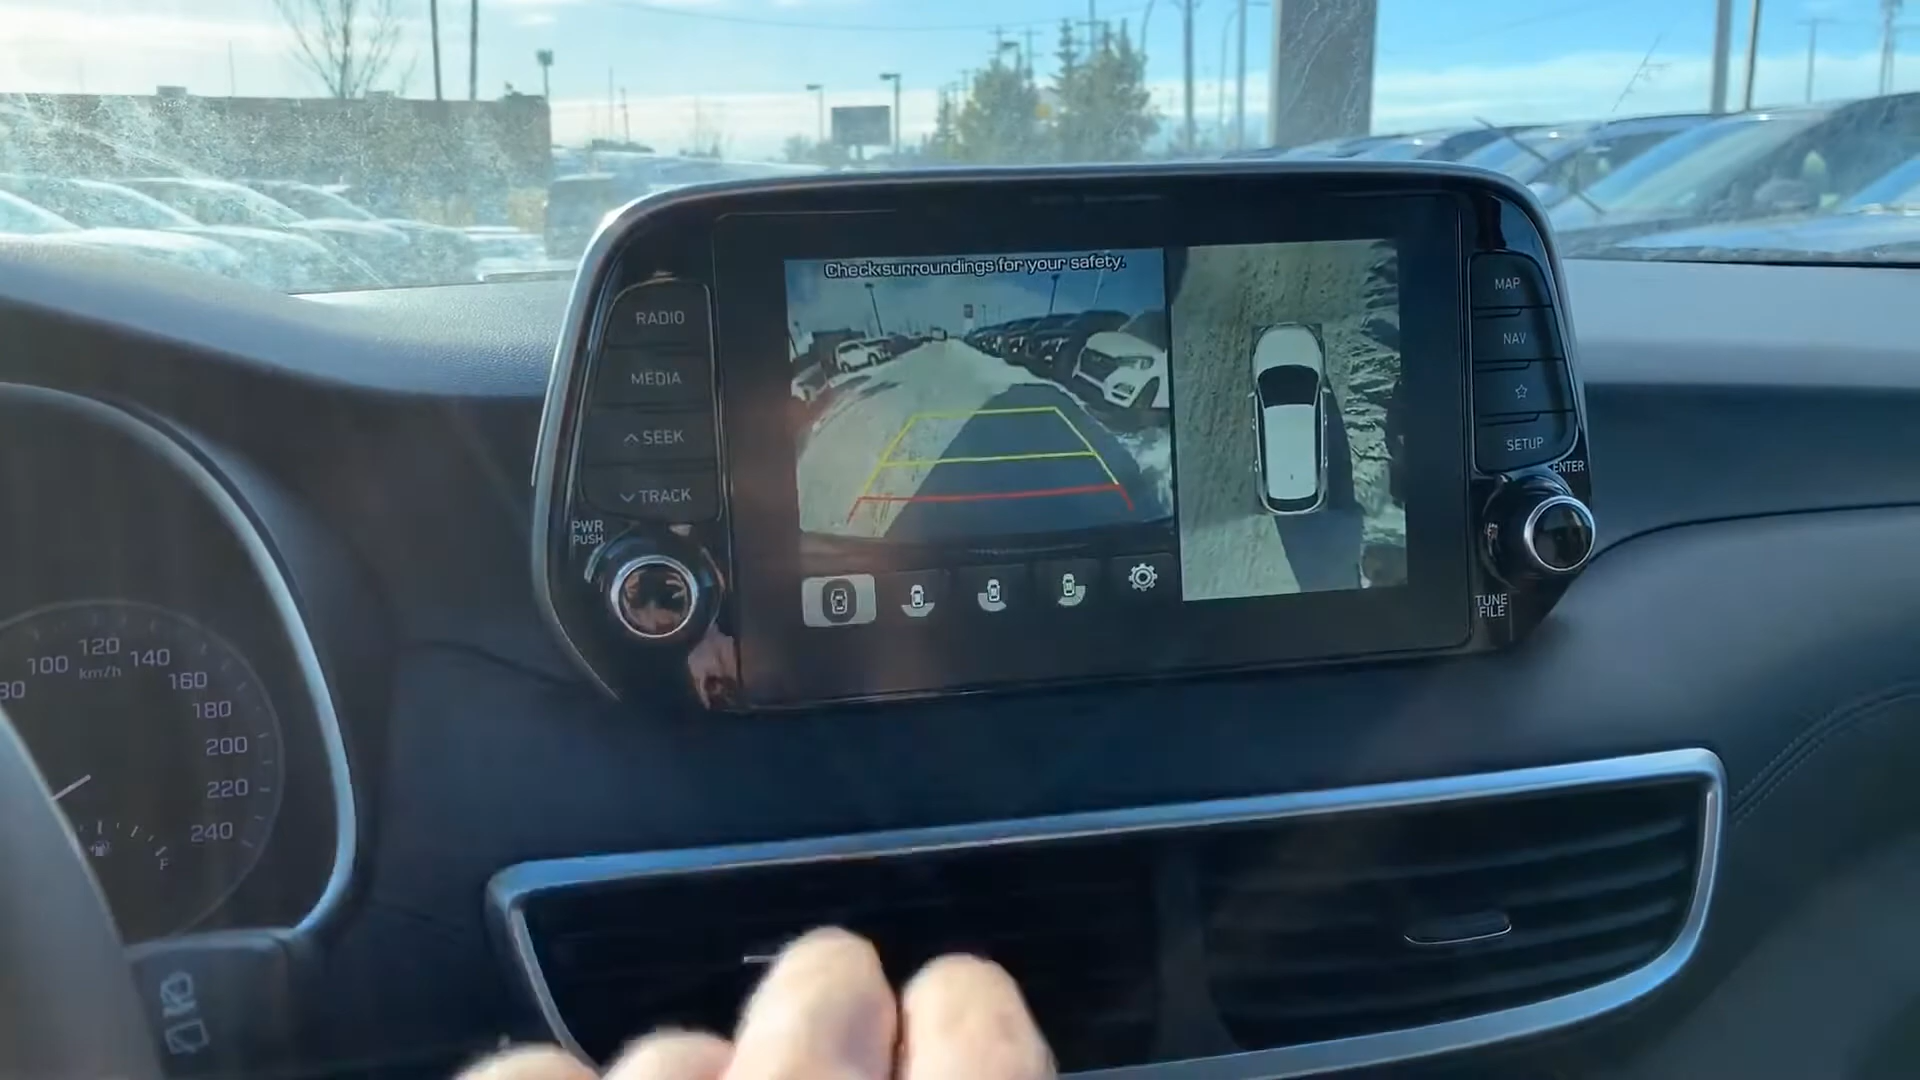 Check surroundings for your safety.
RADIO
MEDIA
SEEK
TRACK
PWR
PUSH
MAP
NAV
SETUP
ENTER
TUNE
FILE
80
100
120
140
160
180
200
220
240
km/h
F